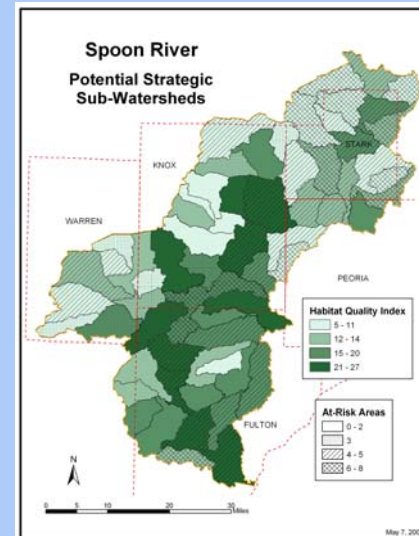 Spoon River
Potential Strategic
Sub-Watersheds
STARK
KNOX
WARREN
PEORIA
Habitat Quality Index
5 - 11
12 - 14
15 - 20
21 - 27
At-Risk Areas
0 - 2
3
4 - 5
6 - 8
FULTON
N
0 5 10 20 30
Miles
May 7,